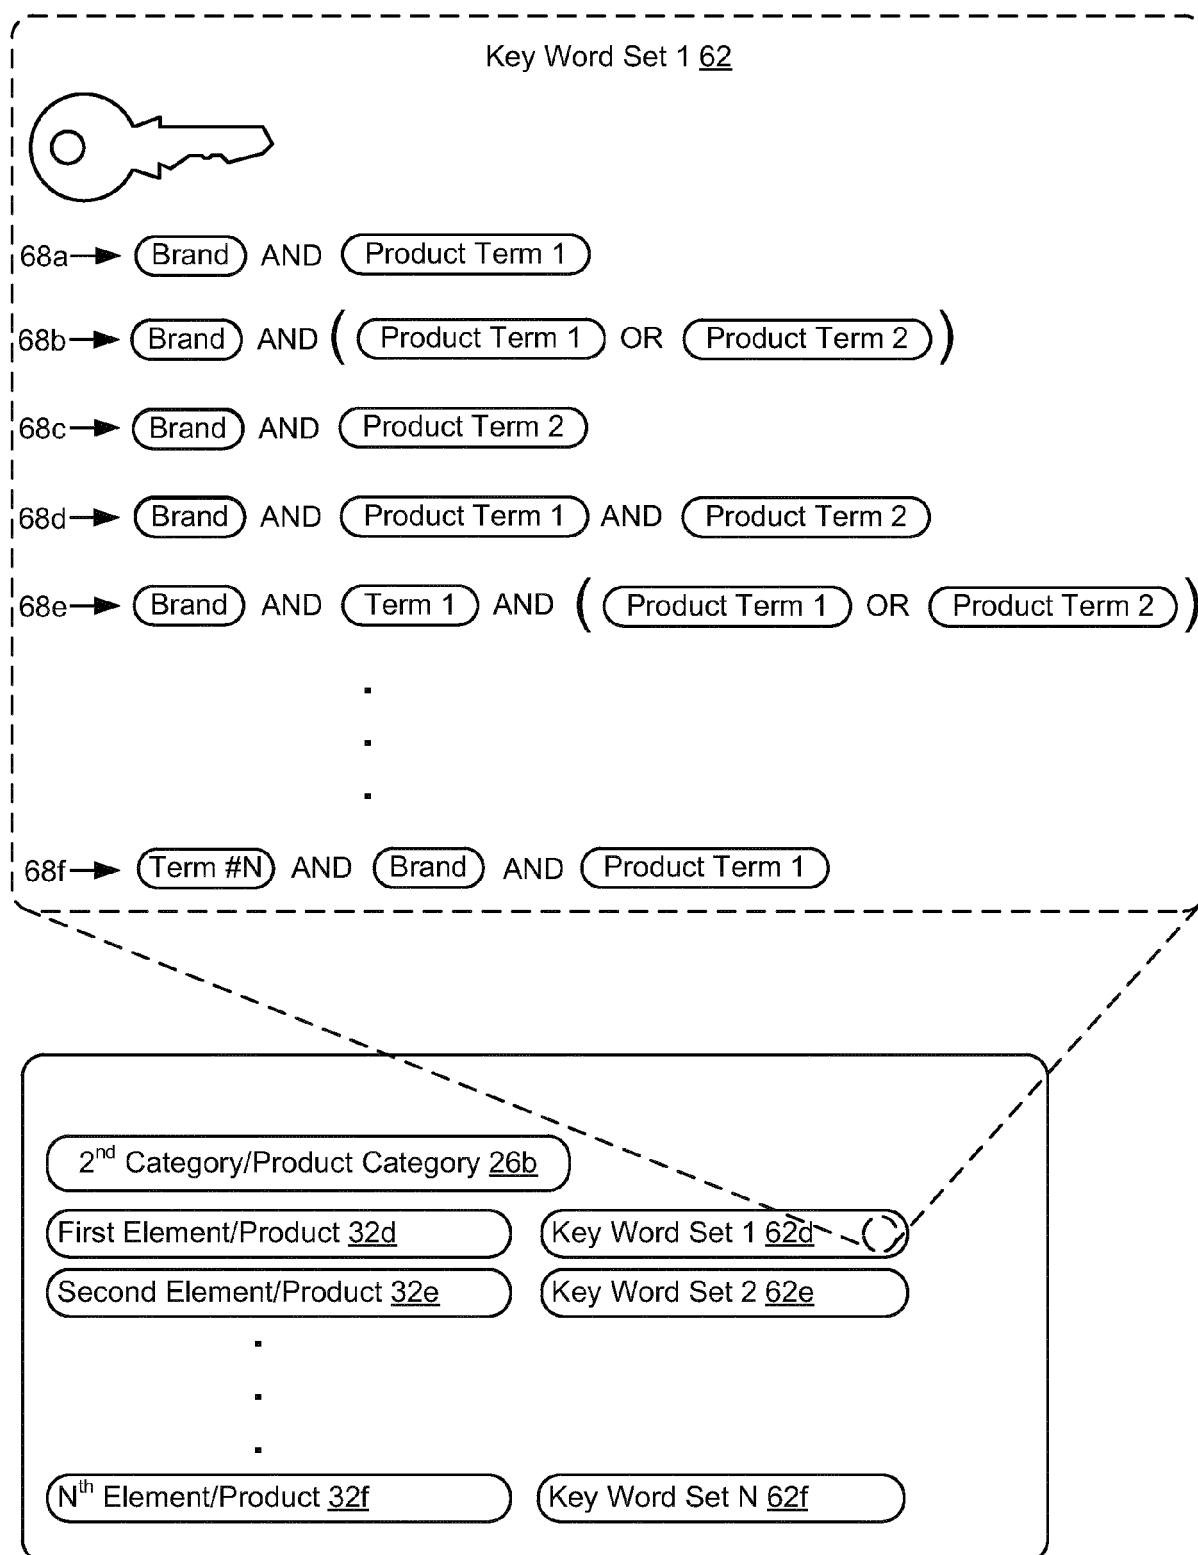 Key Word Set 1 62
68a Brand AND Product Term 1
68b Brand AND ( Product Term 1 OR Product Term 2 )
68c Brand AND Product Term 2
68d Brand AND Product Term 1 AND Product Term 2
68e Brand AND Term 1 AND ( Product Term 1 OR Product Term 2 )
.
.
.
68f Term #N AND Brand AND Product Term 1
2nd Category/Product Category 26b
First Element/Product 32d Key Word Set 1 62d
Second Element/Product 32e Key Word Set 2 62e
.
.
.
Nth Element/Product 32f Key Word Set N 62f